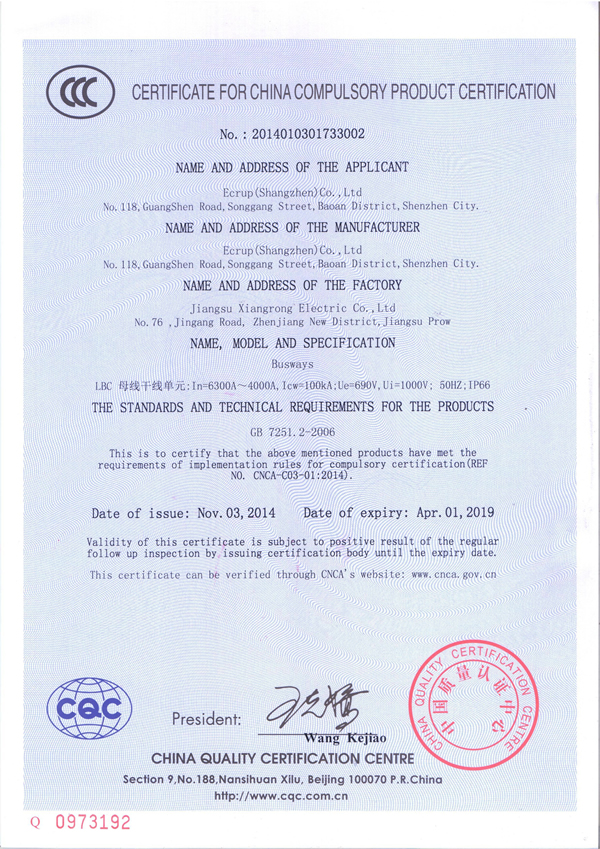 CCC
CERTIFICATE FOR CHINA COMPULSORY PRODUCT CERTIFICATION
No.: 2014010301733002
NAME AND ADDRESS OF THE APPLICANT
Ecrup(Shangzhen)Co.,Ltd
No.118,GuangShen Road,Songgang Street,Baoan District,Shenzhen City.
NAME AND ADDRESS OF THE MANUFACTURER
Ecrup(Shangzhen)Co.,Ltd
No.118,GuangShen Road,Songgang Street,Baoan District,Shenzhen City.
NAME AND ADDRESS OF THE FACTORY
Jiangsu Xiangrong Electric Co.,Ltd
No.76 ,Jingang Road, Zhenjiang New District,Jiangsu Prow
NAME, MODEL AND SPECIFICATION
Busways
LBC 母线干线单元:In=6300A～4000A,Icw=100kA;Ue=690V,Ui=1000V; 50HZ;IP66
THE STANDARDS AND TECHNICAL REQUIREMENTS FOR THE PRODUCTS
GB 7251.2-2006
This is to certify that the above mentioned products have met the
requirements of implementation rules for compulsory certification(REF
NO. CNCA-C03-01:2014).
Date of issue: Nov.03,2014 Date of expiry: Apr.01,2019
Validity of this certificate is subject to positive result of the regular
follow up inspection by issuing certification body until the expiry date.
This certificate can be verified through CNCA's website: www.cnca.gov.cn
CHINA QUALITY CERTIFICATION CENTRE
中国质量认证中心
CQC
President:
Wang Kejiao
CHINA QUALITY CERTIFICATION CENTRE
Section 9,No.188,Nansihuan Xilu, Beijing 100070 P.R.China
http://www.cqc.com.cn
Q 0973192